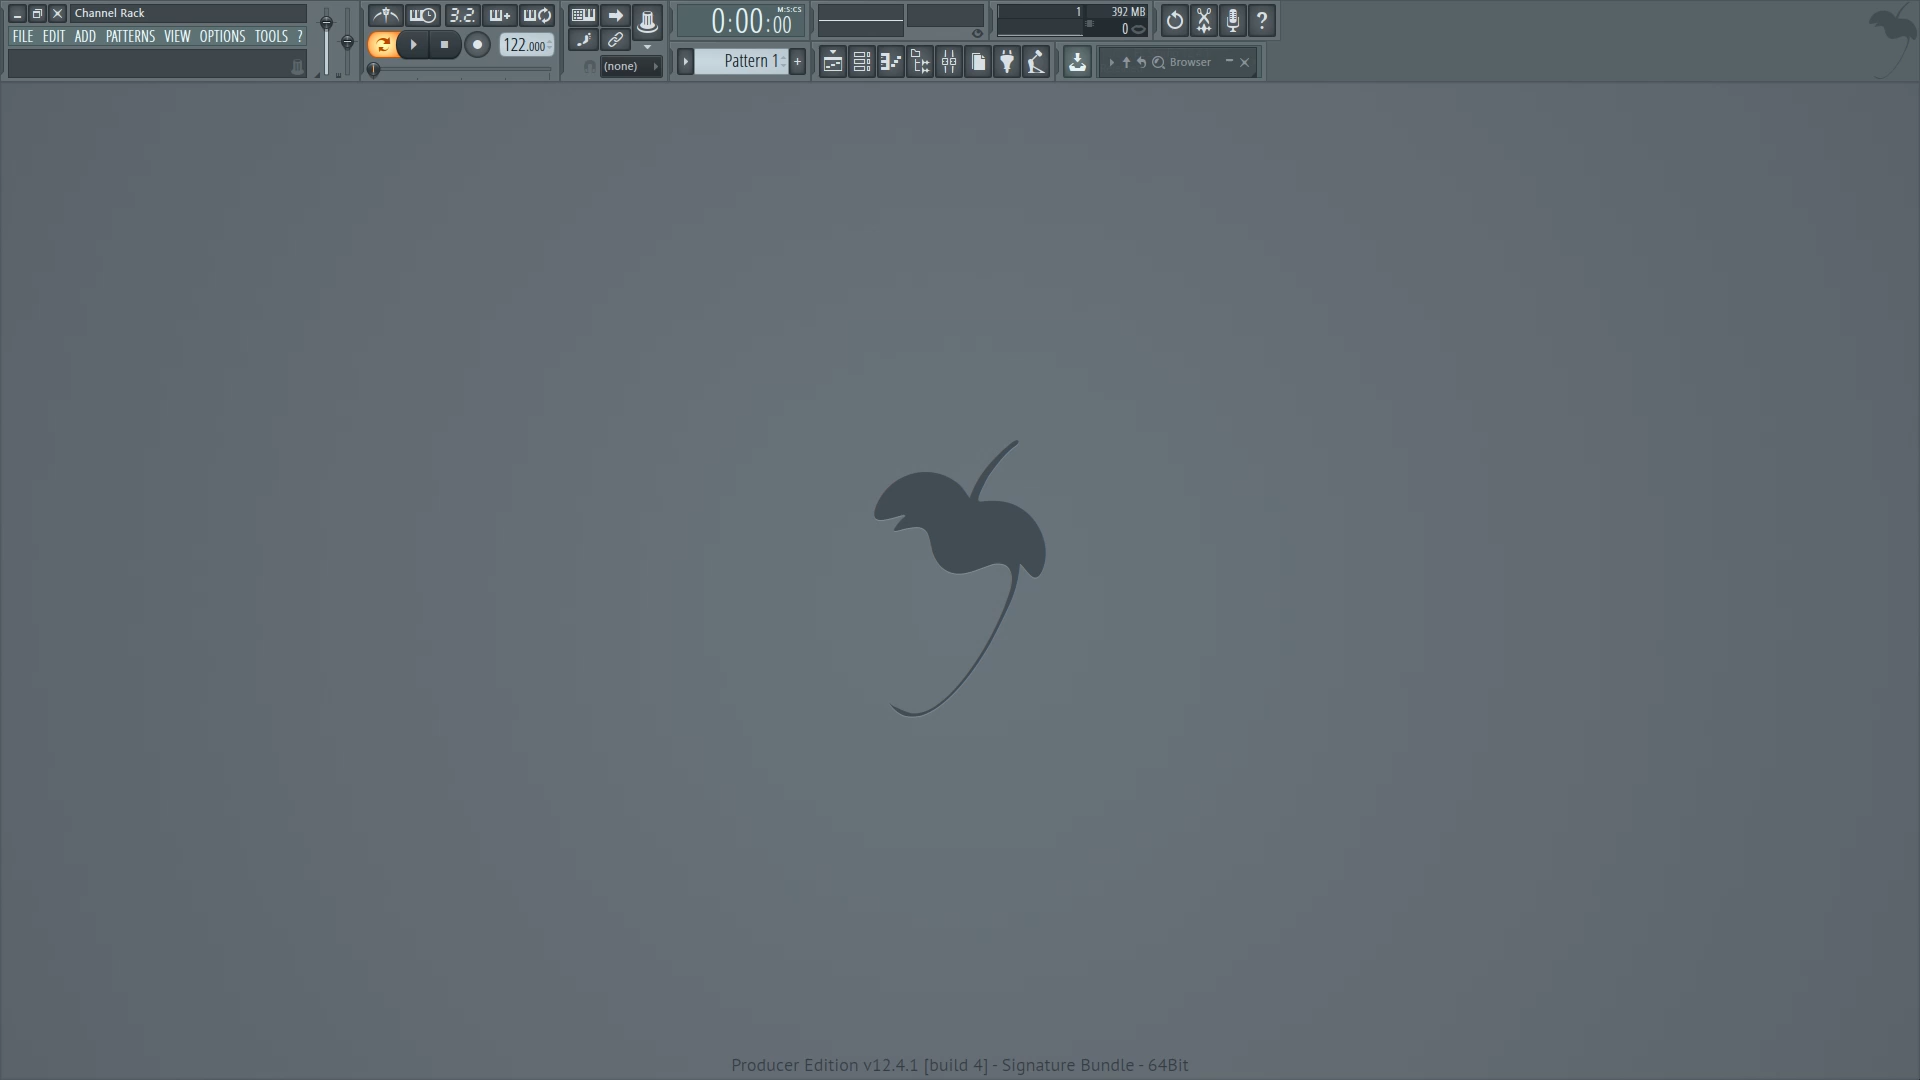 Channel Rack
FILE EDIT ADD PATTERNS VIEW OPTIONS TOOLS ?
3.2.
122.000
(none)
M:S:CS
0:00:00
Pattern 1
+
1
392 MB
0
?
Browser
Producer Edition v12.4.1 [build 4] - Signature Bundle - 64Bit